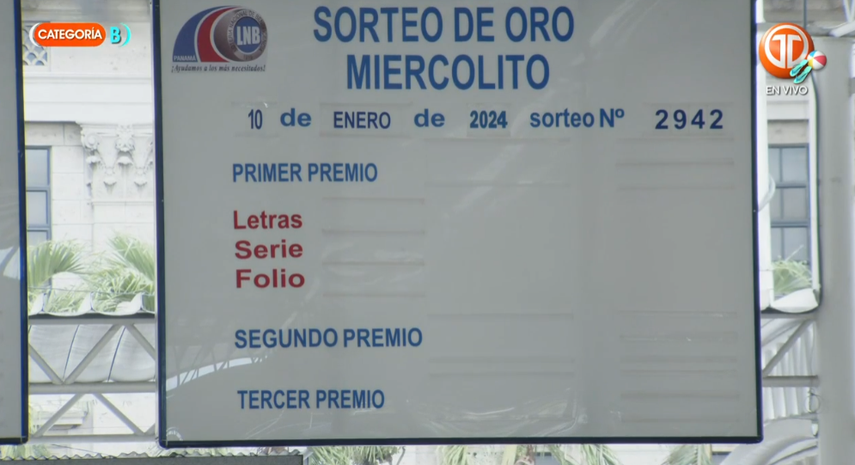 CATEGORÍA B
LNB
PANAMÁ
¡Ayudamos a los más necesitados!
SORTEO DE ORO
MIERCOLITO
10 de ENERO de 2024 sorteo Nº 2942
EN VIVO
PRIMER PREMIO
Letras
Serie
Folio
SEGUNDO PREMIO
TERCER PREMIO